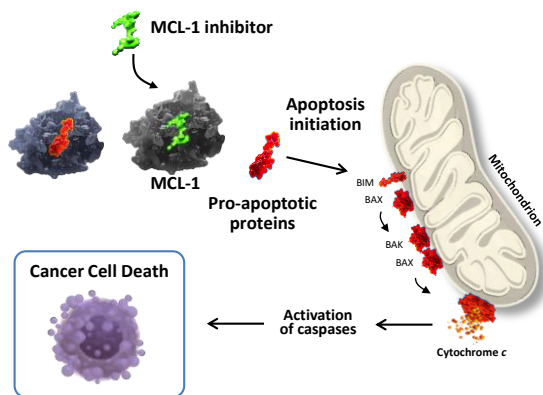 MCL-1 inhibitor
MCL-1
Apoptosis
initiation
Pro-apoptotic
proteins
Mitochondrion
BIM
BAX
BAK
BAX
Cytochrome c
Activation
of caspases
Cancer Cell Death